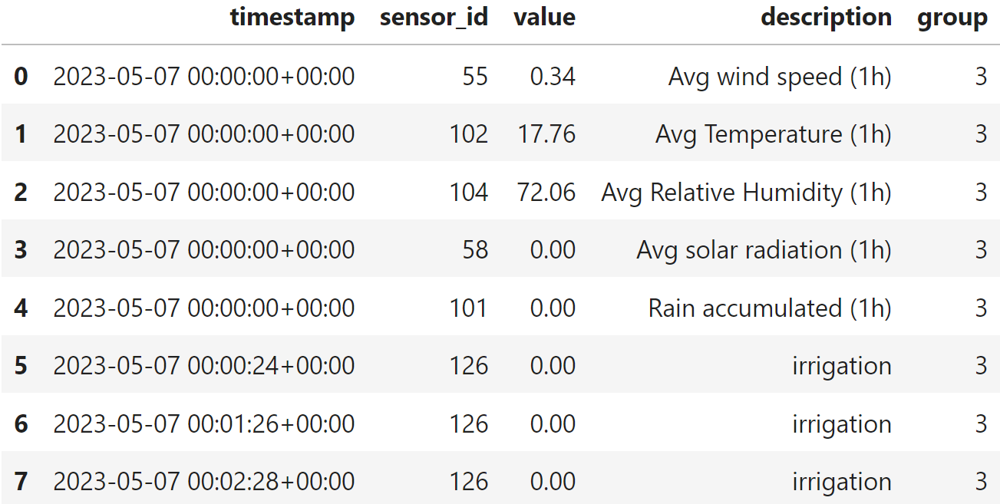 timestamp sensor_id value description group
0 2023-05-07 00:00:00+00:00 55 0.34 Avg wind speed (1h) 3
1 2023-05-07 00:00:00+00:00 102 17.76 Avg Temperature (1h) 3
2 2023-05-07 00:00:00+00:00 104 72.06 Avg Relative Humidity (1h) 3
3 2023-05-07 00:00:00+00:00 58 0.00 Avg solar radiation (1h) 3
4 2023-05-07 00:00:00+00:00 101 0.00 Rain accumulated (1h) 3
5 2023-05-07 00:00:24+00:00 126 0.00 irrigation 3
6 2023-05-07 00:01:26+00:00 126 0.00 irrigation 3
7 2023-05-07 00:02:28+00:00 126 0.00 irrigation 3